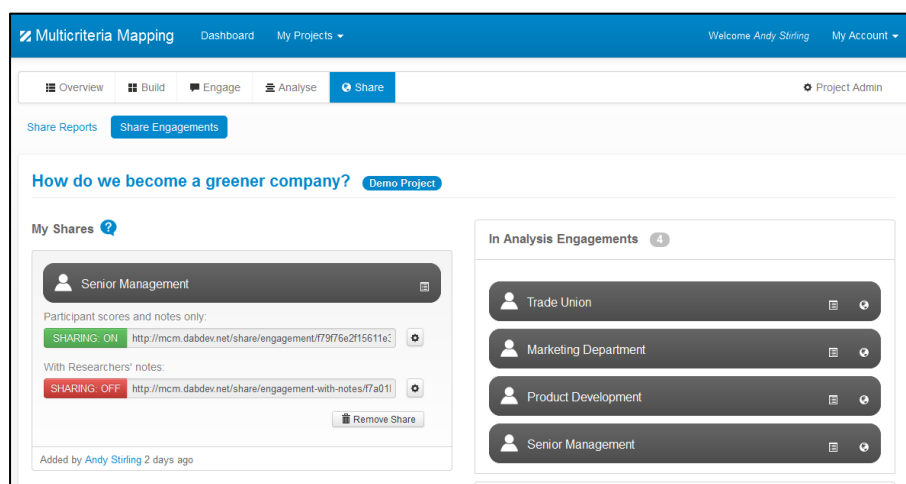 Multicriteria Mapping Dashboard My Projects Welcome Andy Stirling My Account
Overview Build Engage Analyse Share Project Admin
Share Reports Share Engagements
How do we become a greener company? Demo Project
My Shares ?
Senior Management
Participant scores and notes only:
SHARING: ON http://mcm.dabdev.net/share/engagement/f79f76e2f15611e
With Researchers' notes:
SHARING: OFF http://mcm.dabdev.net/share/engagement-with-notes/f7a01
Remove Share
Added by Andy Stirling 2 days ago
In Analysis Engagements 4
Trade Union
Marketing Department
Product Development
Senior Management